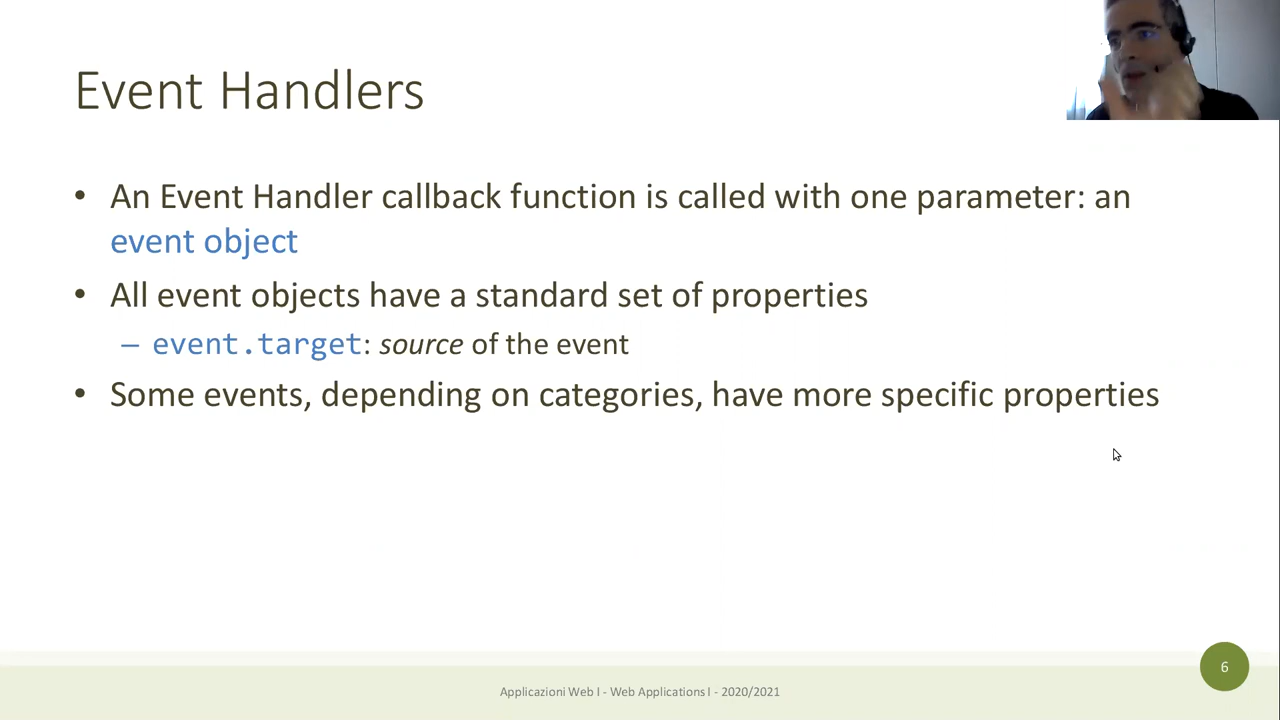 Event Handlers
• An Event Handler callback function is called with one parameter: an
event object
• All event objects have a standard set of properties
– event.target: source of the event
• Some events, depending on categories, have more specific properties
6
Applicazioni Web I - Web Applications I - 2020/2021